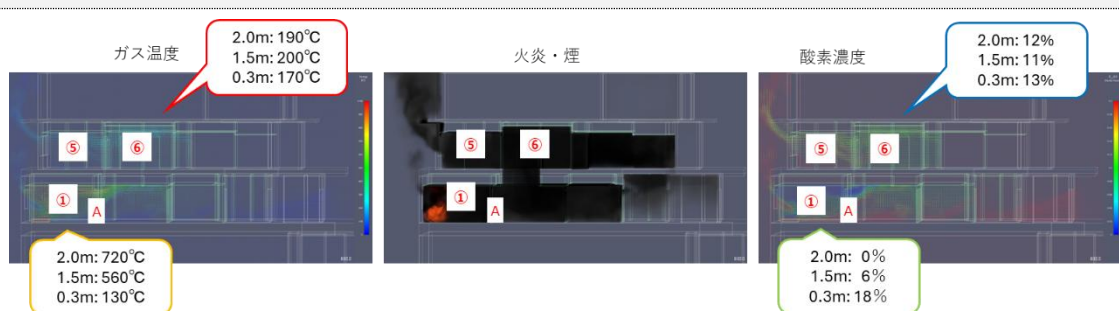 ガス温度
2.0m: 190℃
1.5m: 200℃
0.3m: 170℃
⑤
⑥
①
A
2.0m: 720℃
1.5m: 560℃
0.3m: 130℃
火炎・煙
⑤
⑥
①
A
酸素濃度
2.0m: 12%
1.5m: 11%
0.3m: 13%
⑤
⑥
①
A
2.0m: 0%
1.5m: 6%
0.3m: 18%